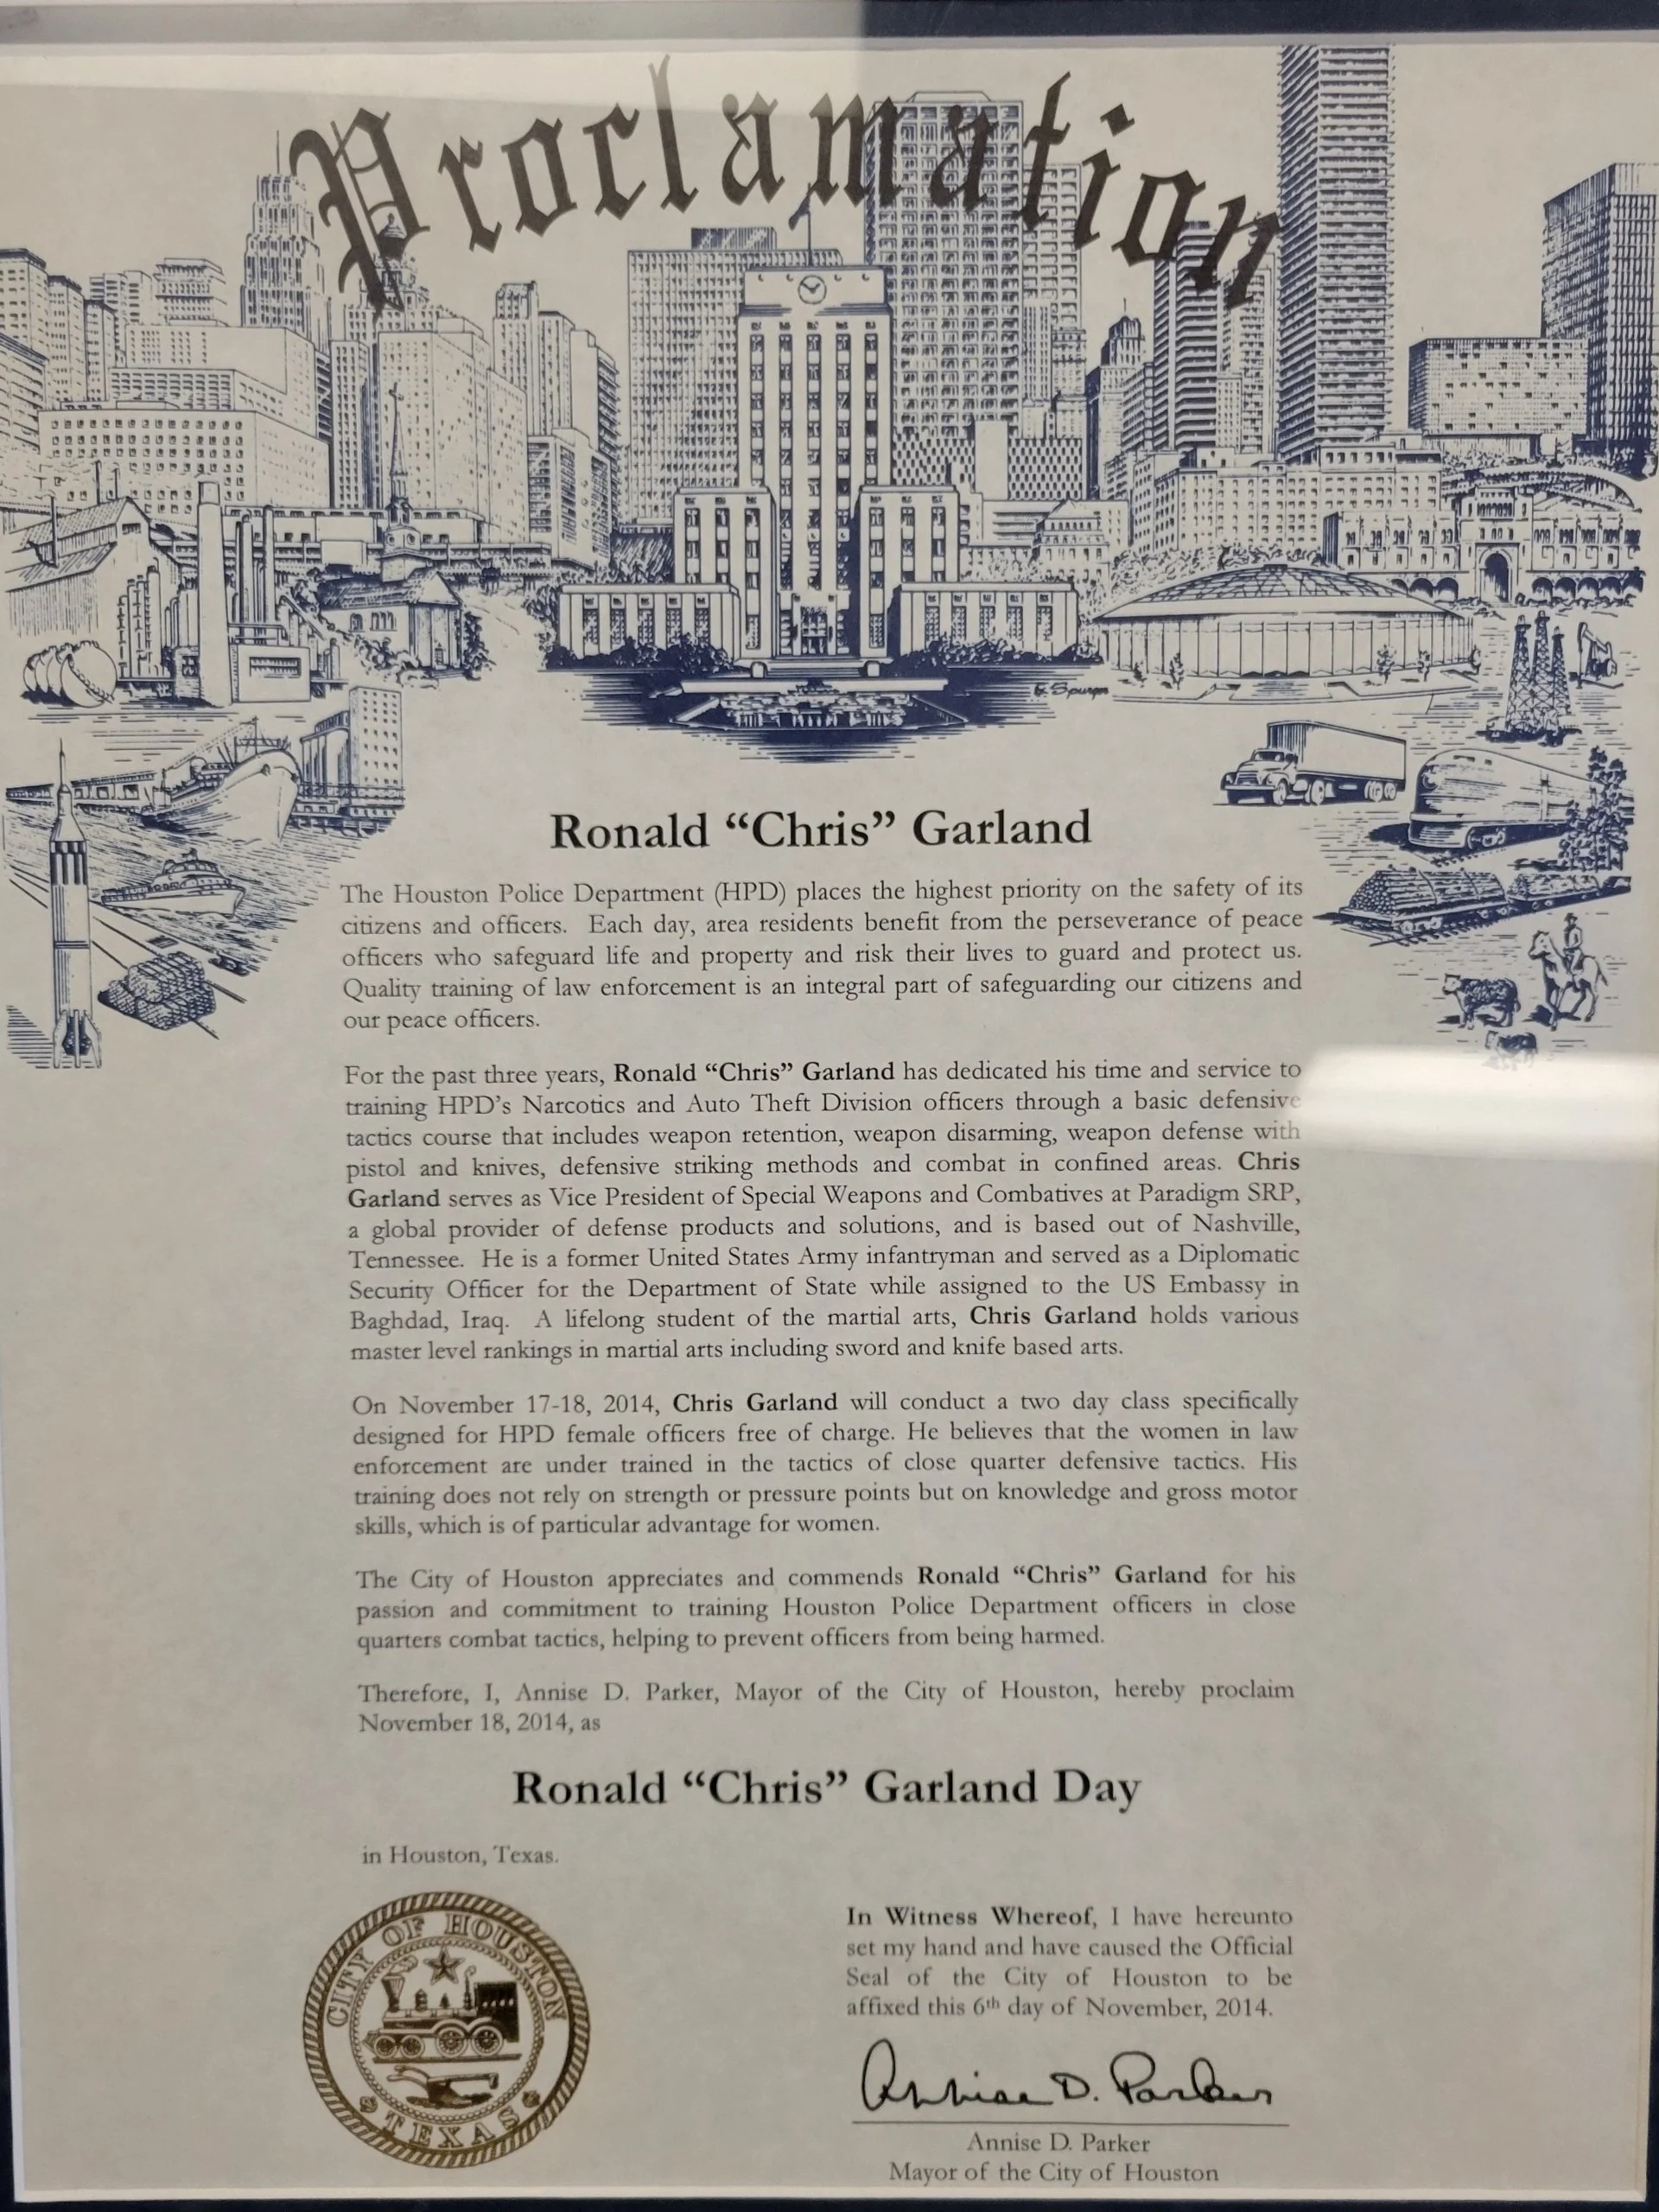 Proclamation
E. Spurger
Ronald “Chris” Garland
The Houston Police Department (HPD) places the highest priority on the safety of its
citizens and officers. Each day, area residents benefit from the perseverance of peace
officers who safeguard life and property and risk their lives to guard and protect us.
Quality training of law enforcement is an integral part of safeguarding our citizens and
our peace officers.
For the past three years, Ronald “Chris” Garland has dedicated his time and service to
training HPD’s Narcotics and Auto Theft Division officers through a basic defensive
tactics course that includes weapon retention, weapon disarming, weapon defense with
pistol and knives, defensive striking methods and combat in confined areas. Chris
Garland serves as Vice President of Special Weapons and Combatives at Paradigm SRP,
a global provider of defense products and solutions, and is based out of Nashville,
Tennessee. He is a former United States Army infantryman and served as a Diplomatic
Security Officer for the Department of State while assigned to the US Embassy in
Baghdad, Iraq. A lifelong student of the martial arts, Chris Garland holds various
master level rankings in martial arts including sword and knife based arts.
On November 17-18, 2014, Chris Garland will conduct a two day class specifically
designed for HPD female officers free of charge. He believes that the women in law
enforcement are under trained in the tactics of close quarter defensive tactics. His
training does not rely on strength or pressure points but on knowledge and gross motor
skills, which is of particular advantage for women.
The City of Houston appreciates and commends Ronald “Chris” Garland for his
passion and commitment to training Houston Police Department officers in close
quarters combat tactics, helping to prevent officers from being harmed.
Therefore, I, Annise D. Parker, Mayor of the City of Houston, hereby proclaim
November 18, 2014, as
Ronald “Chris” Garland Day
in Houston, Texas.
CITY OF HOUSTON
TEXAS
In Witness Whereof, I have hereunto
set my hand and have caused the Official
Seal of the City of Houston to be
affixed this 6th day of November, 2014.
Annise D. Parker
Annise D. Parker
Mayor of the City of Houston